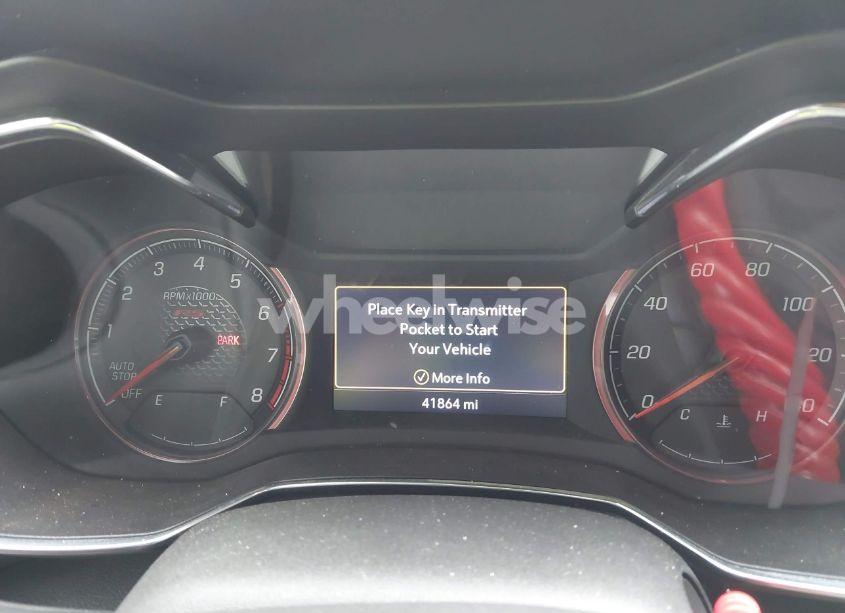 60 80
3 4 5
40 100
2 RPMx1000 6
wheelwise
Place Key in Transmitter
Pocket to Start
Your Vehicle
1 PARK 7
20
AUTO
STOP
OFF 8
More Info
E F
0
C H
41864 mi